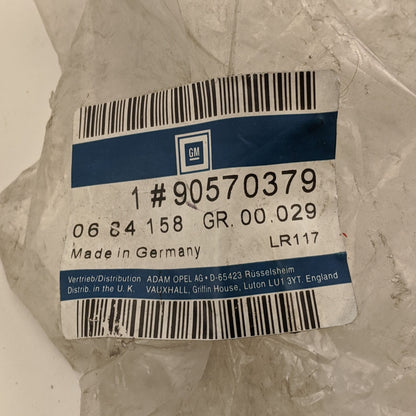 GM
1 # 90570379
06 84 158 GR. 00.029
Made in Germany LR117
Vertrieb/Distribution ADAM OPEL AG • D-65423 Rüsselsheim
Distrib. in the U. K. VAUXHALL, Griffin House, Luton LU1 3YT. England